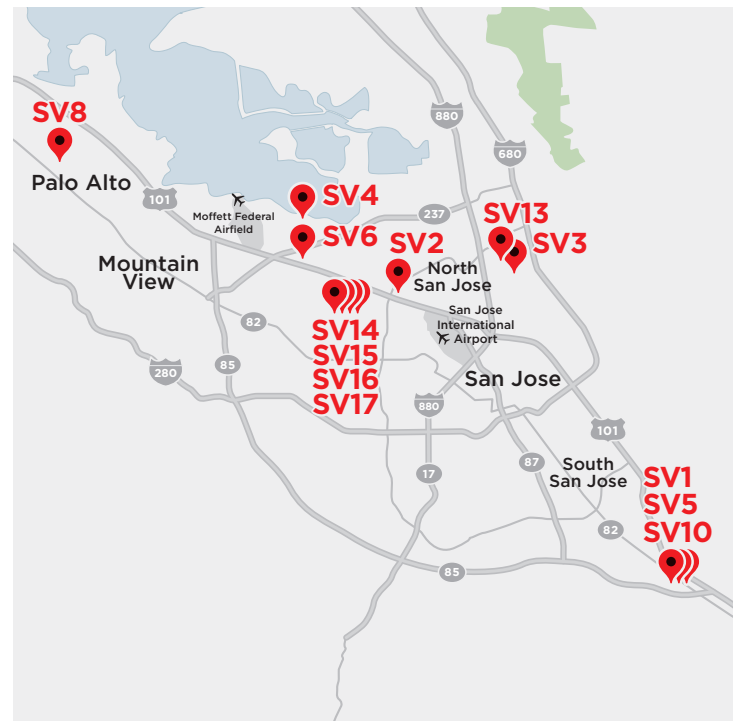 880
SV8
680
Palo Alto
101
SV4
Moffett Federal
Airfield
237
SV13
SV6
SV3
SV2
Mountain
View
North
San Jose
82
SV14
SV15
SV16
SV17
San Jose
International
Airport
280
85
San Jose
880
101
87
17
South
San Jose
SV1
SV5
SV10
82
85